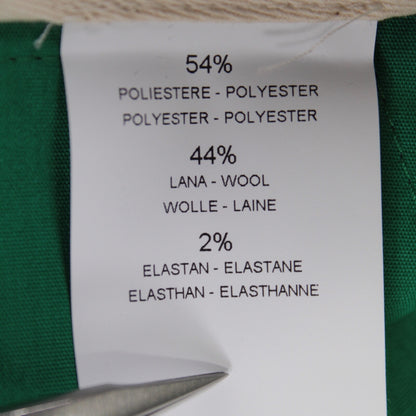 54%
POLIESTERE - POLYESTER
POLYESTER - POLYESTER
44%
LANA - WOOL
WOLLE - LAINE
2%
ELASTAN - ELASTANE
ELASTHAN - ELASTHANNE